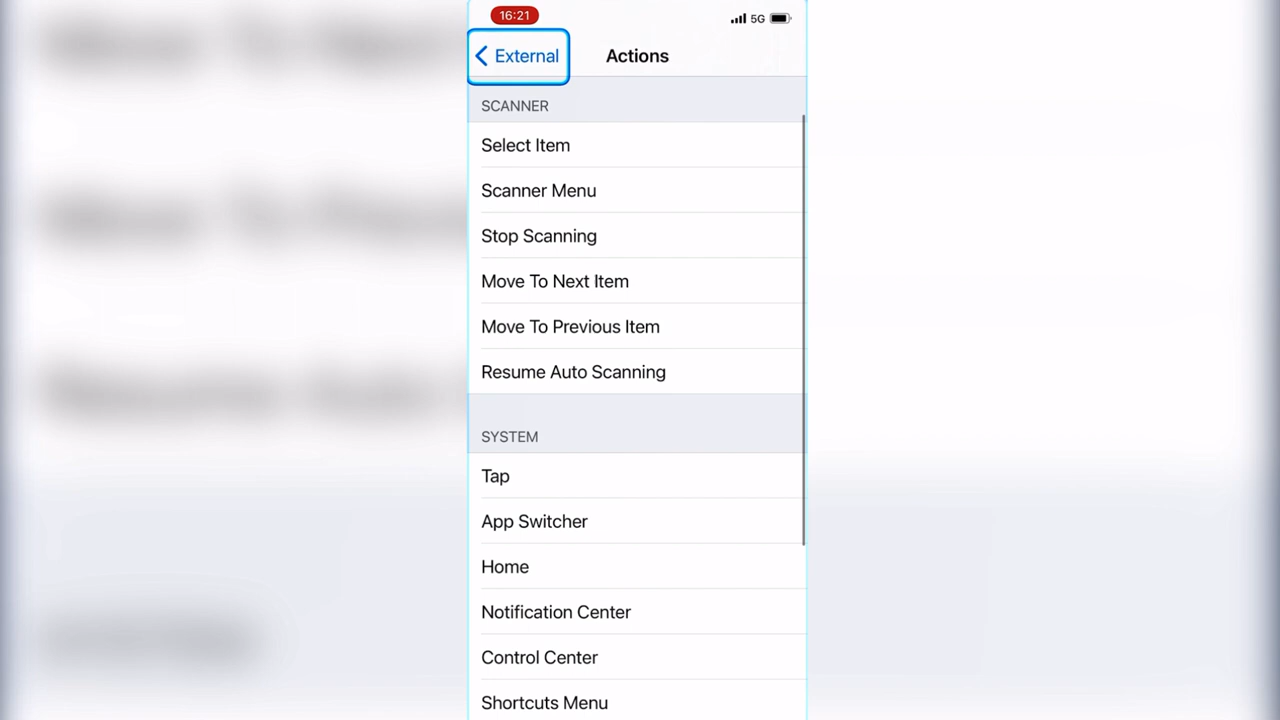 16:21
5G
External
Actions
SCANNER
Select Item
Scanner Menu
Stop Scanning
Move To Next Item
Move To Previous Item
Resume Auto Scanning
SYSTEM
Tap
App Switcher
Home
Notification Center
Control Center
Shortcuts Menu